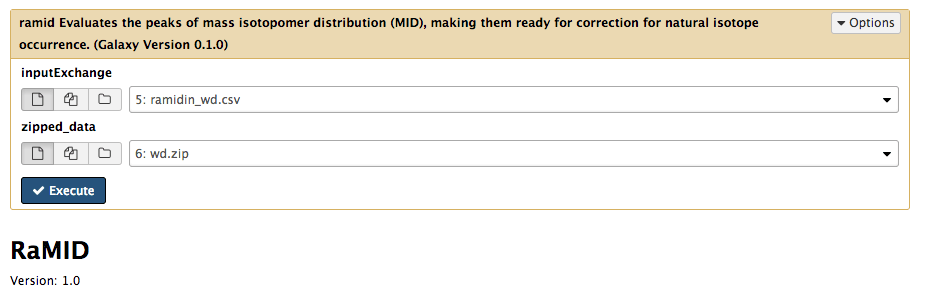 ramid Evaluates the peaks of mass isotopomer distribution (MID), making them ready for correction for natural isotope
occurrence. (Galaxy Version 0.1.0)
Options
inputExchange
5: ramidin_wd.csv
zipped_data
6: wd.zip
Execute
RaMID
Version: 1.0